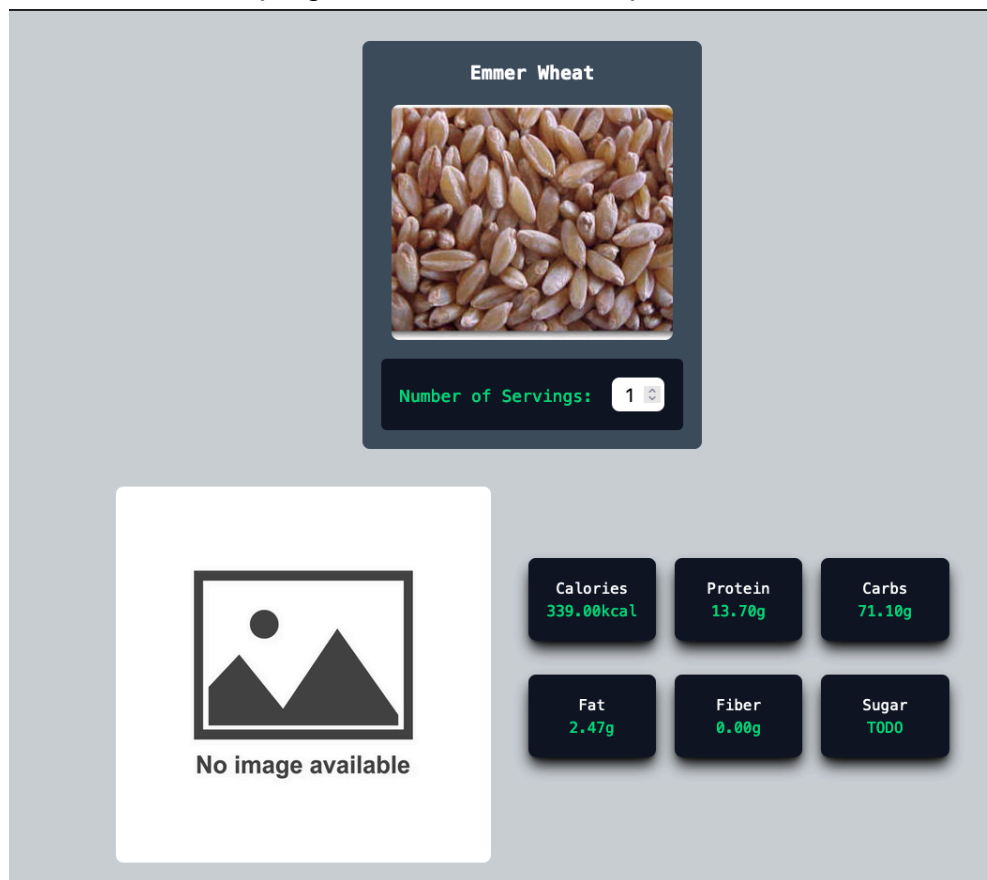 Emmer Wheat
Number of Servings: 1
No image available
Calories
339.00kcal
Protein
13.70g
Carbs
71.10g
Fat
2.47g
Fiber
0.00g
Sugar
TODO